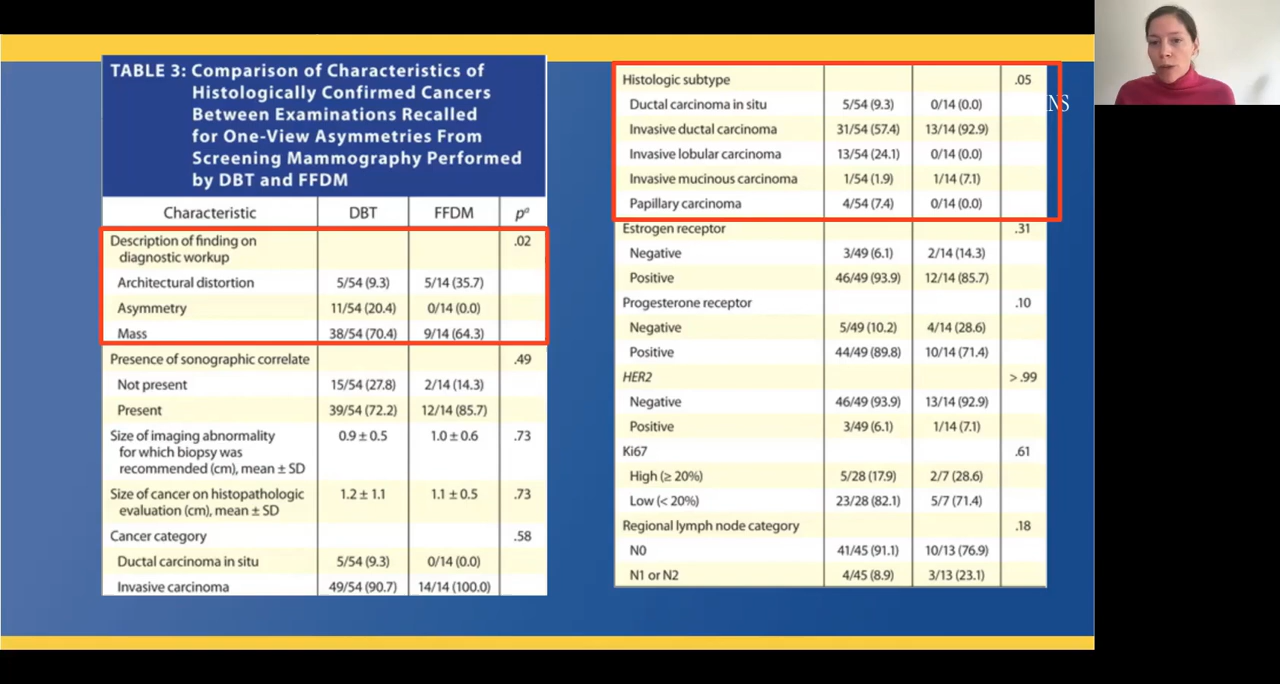 TABLE 3: Comparison of Characteristics of
Histologically Confirmed Cancers
Between Examinations Recalled
for One-View Asymmetries From
Screening Mammography Performed
by DBT and FFDM
Characteristic DBT FFDM pᵃ
Description of finding on .02
diagnostic workup
Architectural distortion 5/54 (9.3) 5/14 (35.7)
Asymmetry 11/54 (20.4) 0/14 (0.0)
Mass 38/54 (70.4) 9/14 (64.3)
Presence of sonographic correlate .49
Not present 15/54 (27.8) 2/14 (14.3)
Present 39/54 (72.2) 12/14 (85.7)
Size of imaging abnormality 0.9 ± 0.5 1.0 ± 0.6 .73
for which biopsy was
recommended (cm), mean ± SD
Size of cancer on histopathologic 1.2 ± 1.1 1.1 ± 0.5 .73
evaluation (cm), mean ± SD
Cancer category .58
Ductal carcinoma in situ 5/54 (9.3) 0/14 (0.0)
Invasive carcinoma 49/54 (90.7) 14/14 (100.0)
Histologic subtype .05
Ductal carcinoma in situ 5/54 (9.3) 0/14 (0.0)
Invasive ductal carcinoma 31/54 (57.4) 13/14 (92.9)
Invasive lobular carcinoma 13/54 (24.1) 0/14 (0.0)
Invasive mucinous carcinoma 1/54 (1.9) 1/14 (7.1)
Papillary carcinoma 4/54 (7.4) 0/14 (0.0)
Estrogen receptor .31
Negative 3/49 (6.1) 2/14 (14.3)
Positive 46/49 (93.9) 12/14 (85.7)
Progesterone receptor .10
Negative 5/49 (10.2) 4/14 (28.6)
Positive 44/49 (89.8) 10/14 (71.4)
HER2 > .99
Negative 46/49 (93.9) 13/14 (92.9)
Positive 3/49 (6.1) 1/14 (7.1)
Ki67 .61
High (≥ 20%) 5/28 (17.9) 2/7 (28.6)
Low (< 20%) 23/28 (82.1) 5/7 (71.4)
Regional lymph node category .18
N0 41/45 (91.1) 10/13 (76.9)
N1 or N2 4/45 (8.9) 3/13 (23.1)
NS